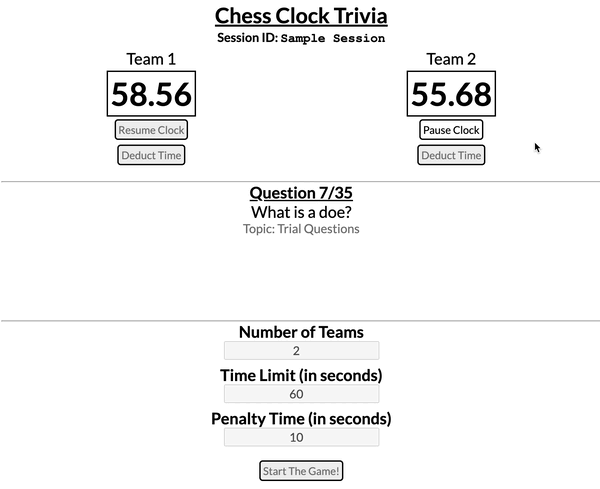 Chess Clock Trivia
Session ID: Sample Session
Team 1
Team 2
58.56
55.68
Resume Clock
Pause Clock
Deduct Time
Deduct Time
Question 7/35
What is a doe?
Topic: Trial Questions
Number of Teams
2
Time Limit (in seconds)
60
Penalty Time (in seconds)
10
Start The Game!